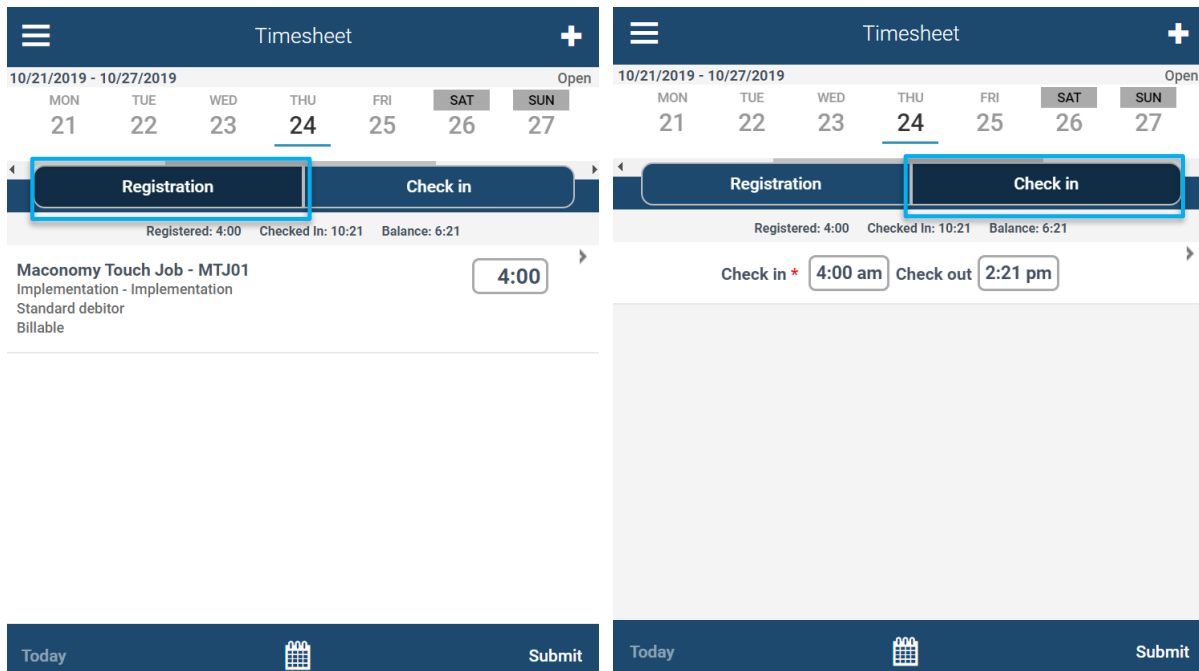 Timesheet
10/21/2019 - 10/27/2019 Open
MON TUE WED THU FRI SAT SUN
21 22 23 24 25 26 27
Registration Check in
Registered: 4:00 Checked In: 10:21 Balance: 6:21
Maconomy Touch Job - MTJ01 4:00
Implementation - Implementation
Standard debitor
Billable
Today Submit
Timesheet
10/21/2019 - 10/27/2019 Open
MON TUE WED THU FRI SAT SUN
21 22 23 24 25 26 27
Registration Check in
Registered: 4:00 Checked In: 10:21 Balance: 6:21
Check in * 4:00 am Check out 2:21 pm
Today Submit